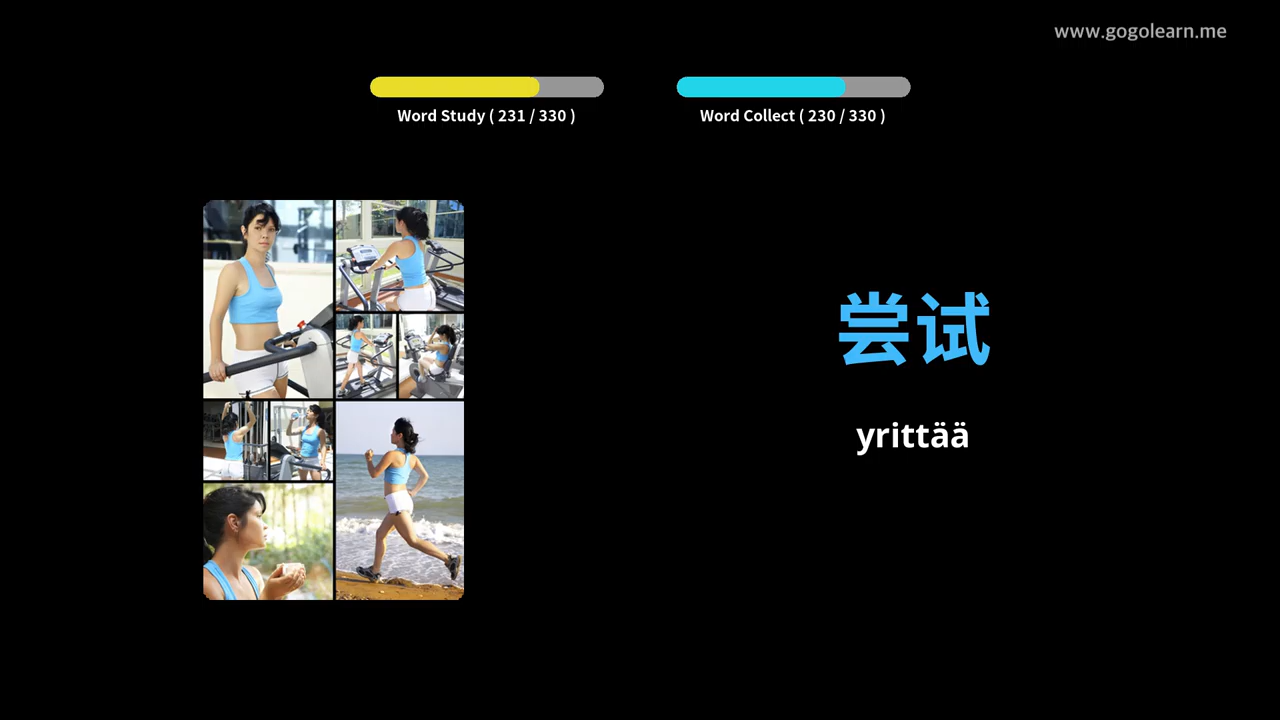 www.gogolearn.me
Word Study ( 231 / 330 )
Word Collect ( 230 / 330 )
尝试
yrittää